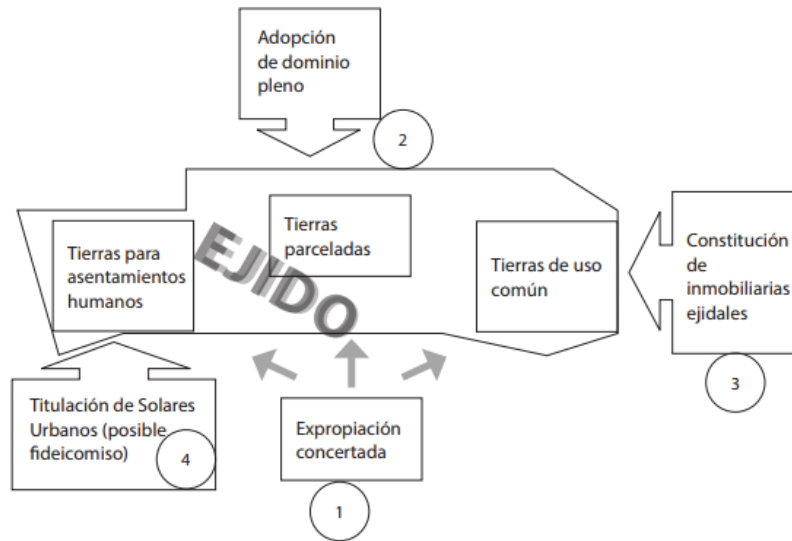 Adopción
de dominio
pleno
2
Tierras
parceladas
Tierras para
asentamientos
humanos
EJIDO
Tierras de uso
común
Constitución
de
inmobiliarias
ejidales
3
Titulación de Solares
Urbanos (posible
fideicomiso)
4
Expropiación
concertada
1